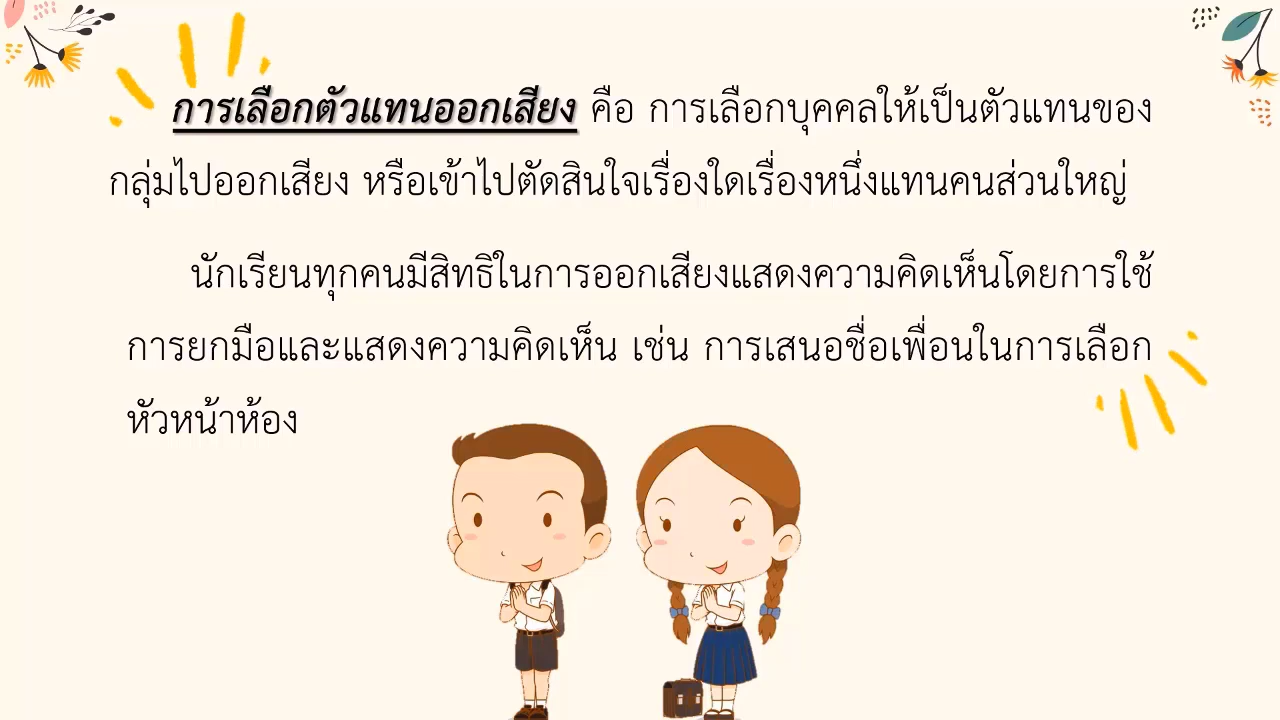 การเลือกตัวแทนออกเสียง คือ การเลือกบุคคลให้เป็นตัวแทนของ
กลุ่มไปออกเสียง หรือเข้าไปตัดสินใจเรื่องใดเรื่องหนึ่งแทนคนส่วนใหญ่
นักเรียนทุกคนมีสิทธิในการออกเสียงแสดงความคิดเห็นโดยการใช้
การยกมือและแสดงความคิดเห็น เช่น การเสนอชื่อเพื่อนในการเลือก
หัวหน้าห้อง